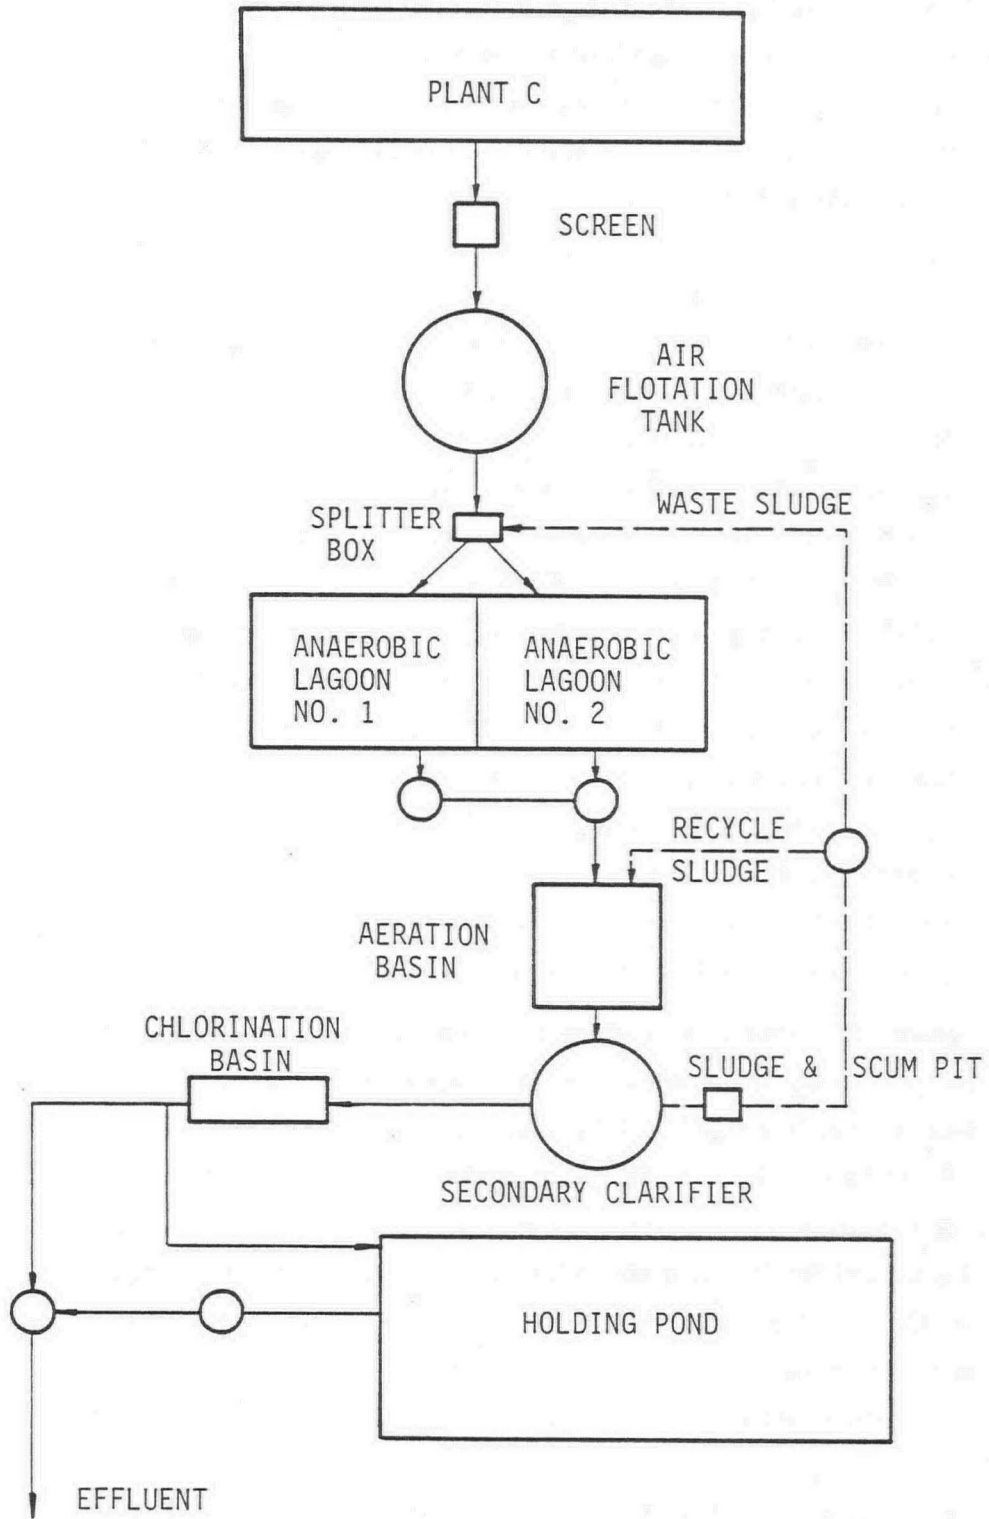 PLANT C
SCREEN
AIR
FLOTATION
TANK
WASTE SLUDGE
SPLITTER
BOX
ANAEROBIC
LAGOON
NO. 1
ANAEROBIC
LAGOON
NO. 2
RECYCLE
SLUDGE
AERATION
BASIN
CHLORINATION
BASIN
SLUDGE & SCUM PIT
SECONDARY CLARIFIER
HOLDING POND
EFFLUENT